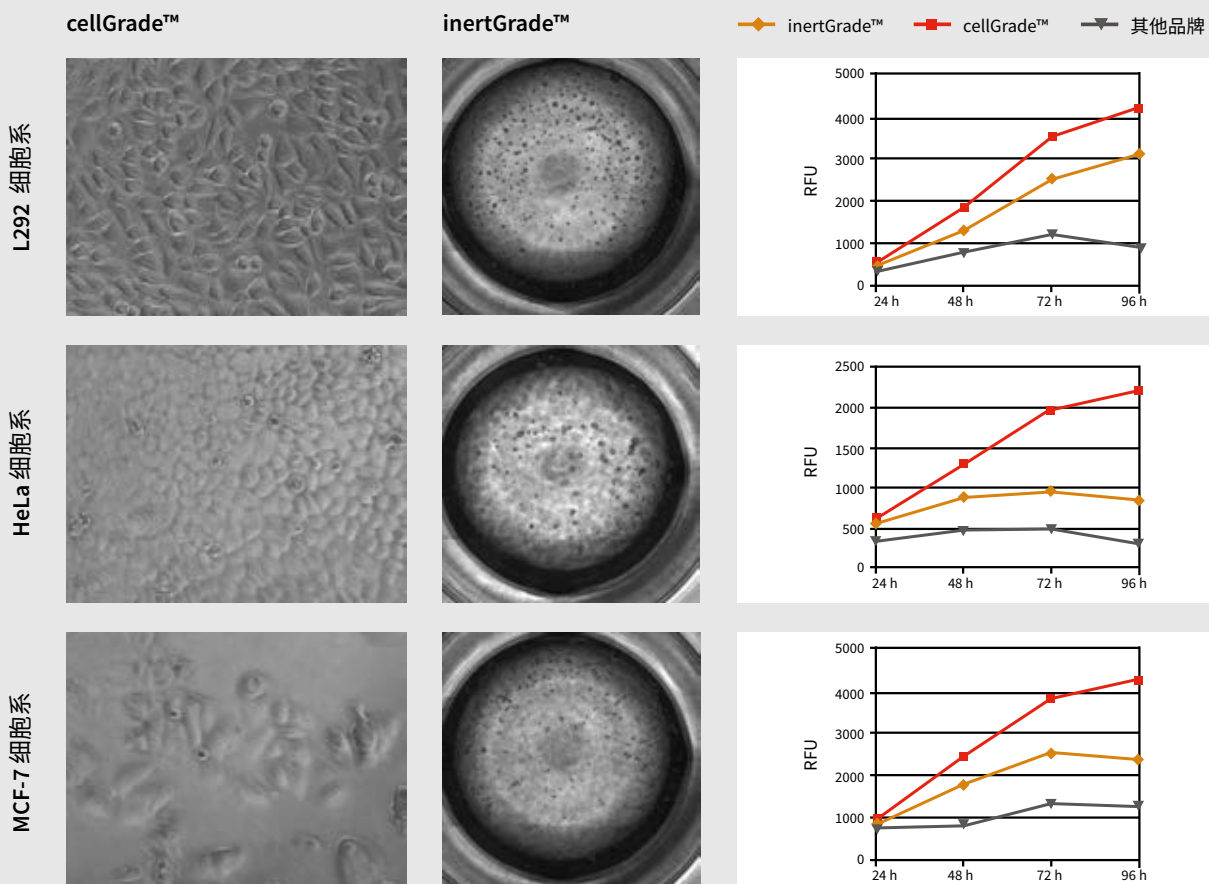 cellGrade™
inertGrade™
inertGrade™
cellGrade™
其他品牌
L292 细胞系
RFU
5000
4000
3000
2000
1000
0
24 h
48 h
72 h
96 h
HeLa 细胞系
RFU
2500
2000
1500
1000
500
0
24 h
48 h
72 h
96 h
MCF-7 细胞系
RFU
5000
4000
3000
2000
1000
0
24 h
48 h
72 h
96 h